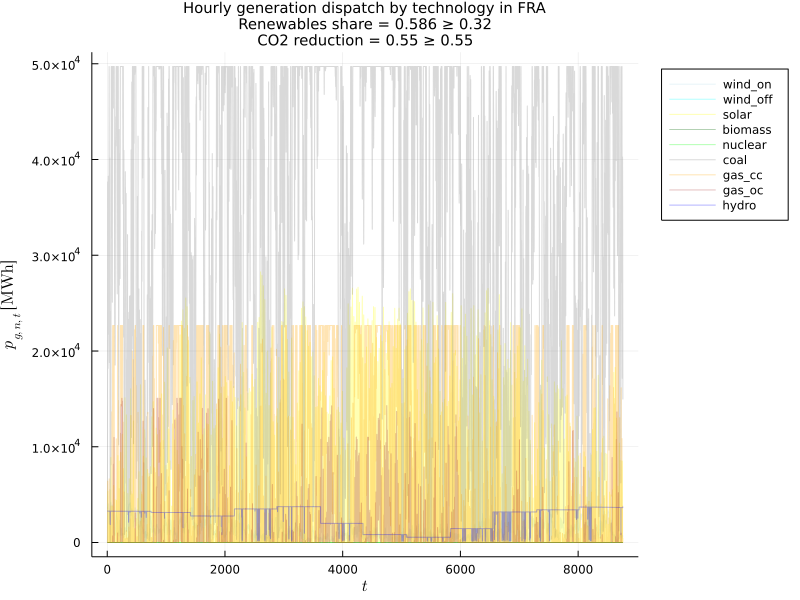 Hourly generation dispatch by technology in FRA
Renewables share = 0.586 ≥ 0.32
CO2 reduction = 0.55 ≥ 0.55
5.0×10⁴
4.0×10⁴
3.0×10⁴
2.0×10⁴
1.0×10⁴
0
p_{g,n,t} [MWh]
0 2000 4000 6000 8000
t
wind_on
wind_off
solar
biomass
nuclear
coal
gas_cc
gas_oc
hydro